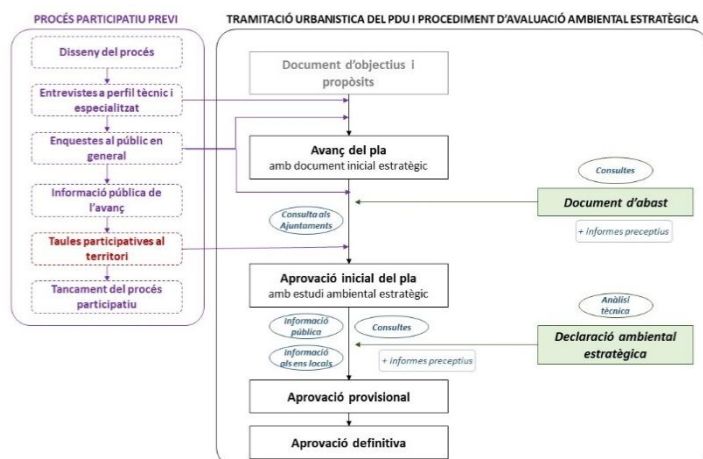 PROCÉS PARTICIPATIU PREVI
Disseny del procés
Entrevistes a perfil tècnic i
especialitzat
Enquestes al públic en
general
Informació pública de
l'avanç
Taules participatives al
territori
Tancament del procés
participatiu
TRAMITACIÓ URBANISTICA DEL PDU I PROCEDIMENT D'AVALUACIÓ AMBIENTAL ESTRATÈGICA
Document d'objectius i
propòsits
Avanç del pla
amb document inicial estratègic
Consultes
Document d'abast
+ informes preceptius
Consulta als
Ajuntaments
Aprovació inicial del pla
amb estudi ambiental estratègic
Informació
pública
Consultes
Anàlisi
tècnica
Declaració ambiental
estratègica
Informació
als ens locals
+ informes preceptius
Aprovació provisional
Aprovació definitiva